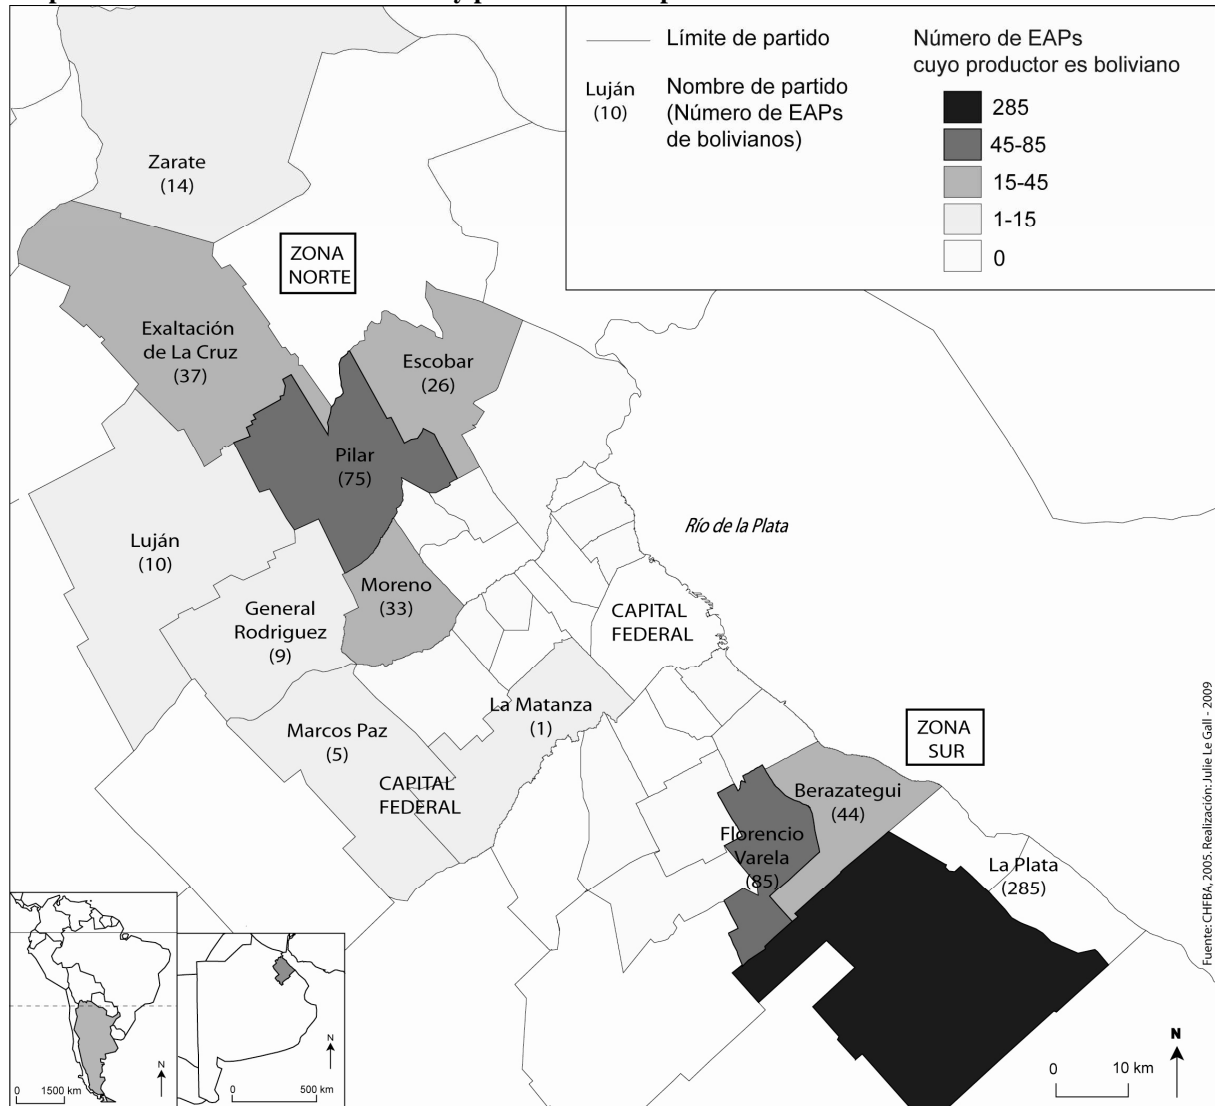 Límite de partido
Luján
(10)
Nombre de partido
(Número de EAPs
de bolivianos)
Número de EAPs
cuyo productor es boliviano
285
45-85
15-45
1-15
0
Zarate
(14)
ZONA
NORTE
Exaltación
de La Cruz
(37)
Escobar
(26)
Pilar
(75)
Luján
(10)
Moreno
(33)
General
Rodriguez
(9)
Río de la Plata
CAPITAL
FEDERAL
La Matanza
(1)
Marcos Paz
(5)
CAPITAL
FEDERAL
ZONA
SUR
Berazategui
(44)
Florencio
Varela
(85)
La Plata
(285)
Fuente: CHFBA, 2005. Realización: Julie Le Gall - 2009
N
0 1500 km
N
0 500 km
N
0 10 km